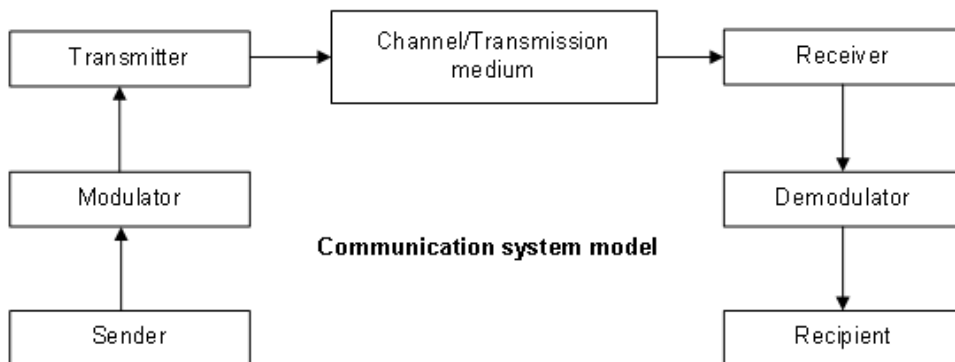 Transmitter
Channel/Transmission
medium
Receiver
Modulator
Demodulator
Communication system model
Sender
Recipient